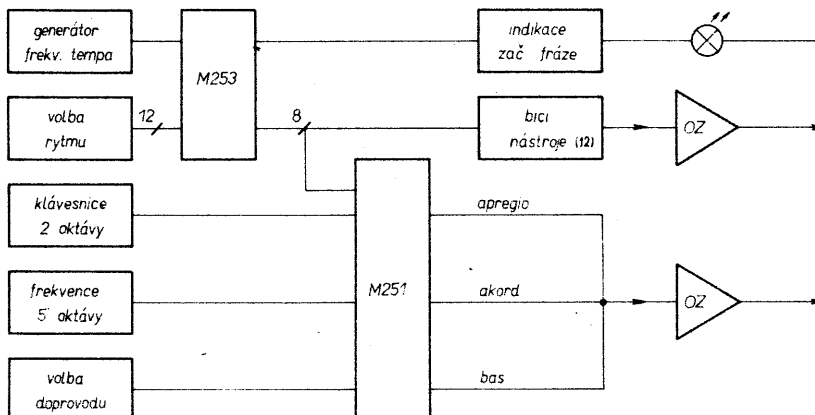 generátor
frekv. tempa
M253
indikace
zač fráze
volba
rytmu
12
8
bicí
nástroje (12)
OZ
klávesnice
2 oktávy
apregio
frekvence
5 oktávy
M251
akord
OZ
volba
doprovodu
bas